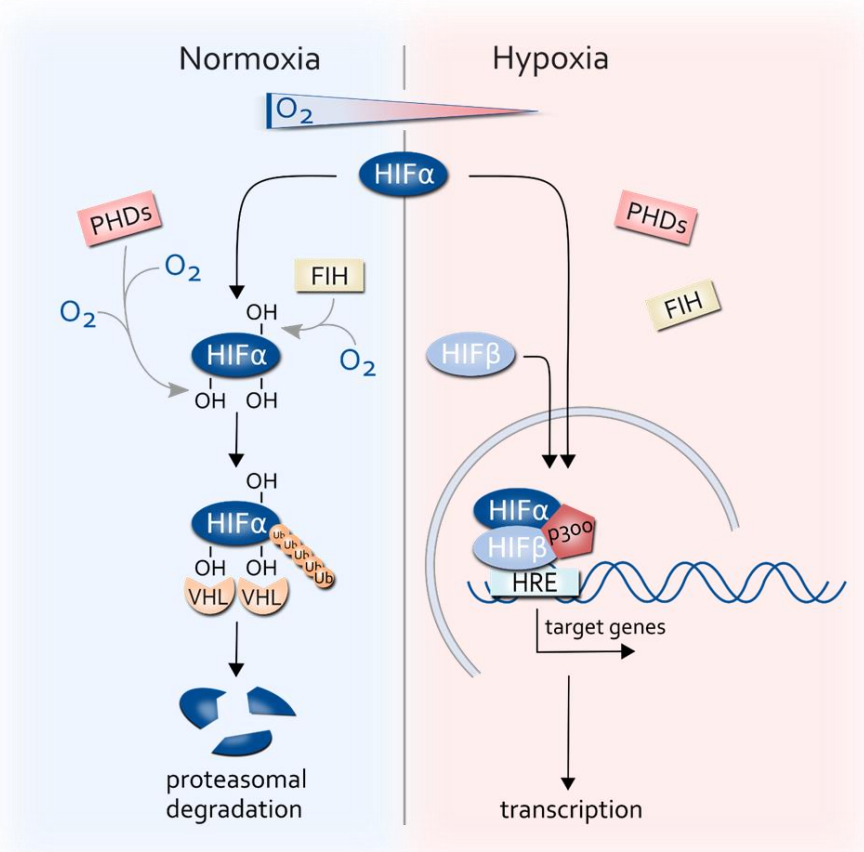 Normoxia
Hypoxia
O2
HIFα
PHDs
PHDs
O2
FIH
FIH
O2
OH
HIFα
O2
HIFβ
OH OH
OH
HIFα
HIFα
p300
Ub
Ub
Ub
Ub
Ub
HIFβ
OH OH
HRE
VHL VHL
target genes
proteasomal
degradation
transcription